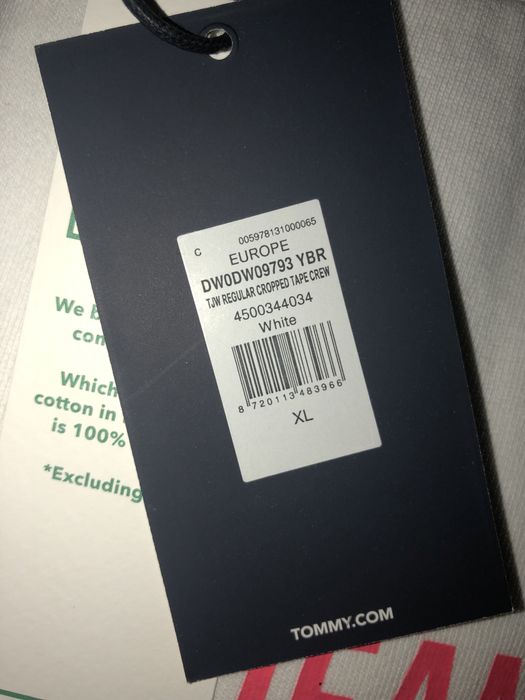 C 005978131000065
EUROPE
DW0DW09793 YBR
TJW REGULAR CROPPED TAPE CREW
4500344034
White
8 720113 483966
XL
TOMMY.COM
We
con
Which
cotton in
is 100%
*Excluding